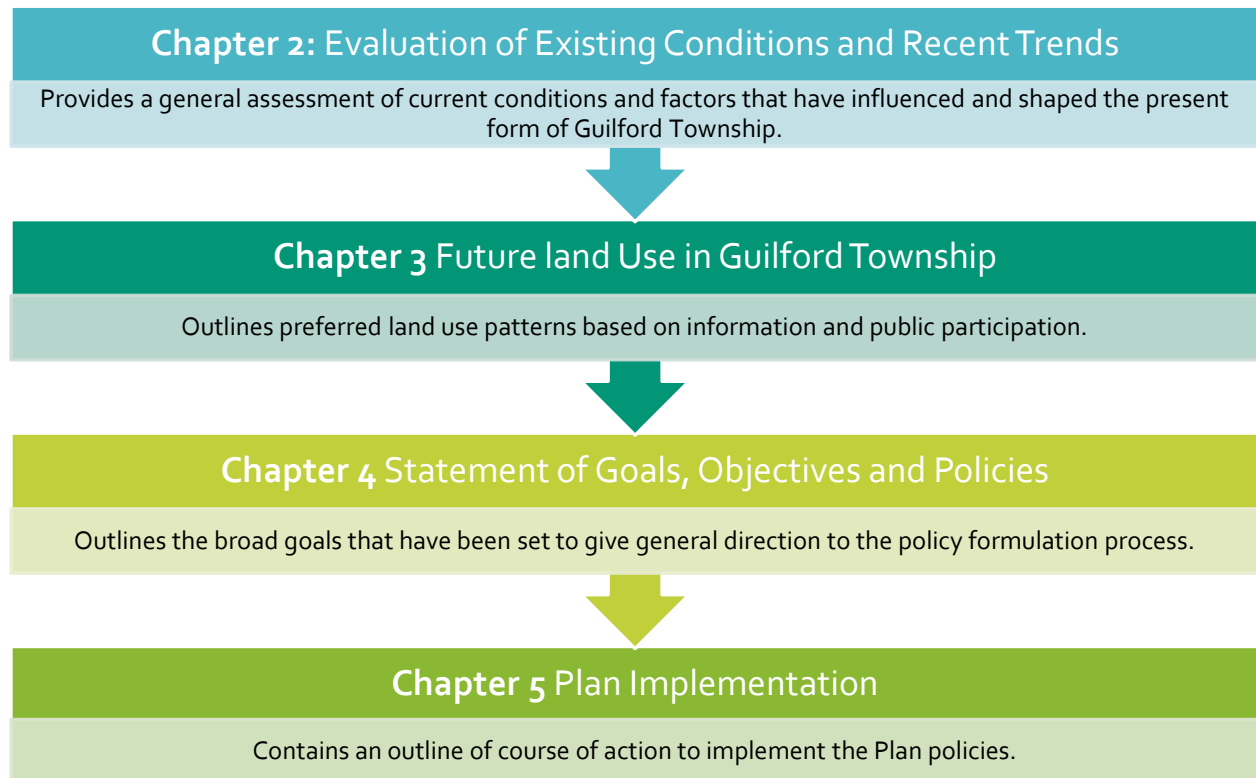 Chapter 2: Evaluation of Existing Conditions and Recent Trends
Provides a general assessment of current conditions and factors that have influenced and shaped the present
form of Guilford Township.
Chapter 3 Future land Use in Guilford Township
Outlines preferred land use patterns based on information and public participation.
Chapter 4 Statement of Goals, Objectives and Policies
Outlines the broad goals that have been set to give general direction to the policy formulation process.
Chapter 5 Plan Implementation
Contains an outline of course of action to implement the Plan policies.